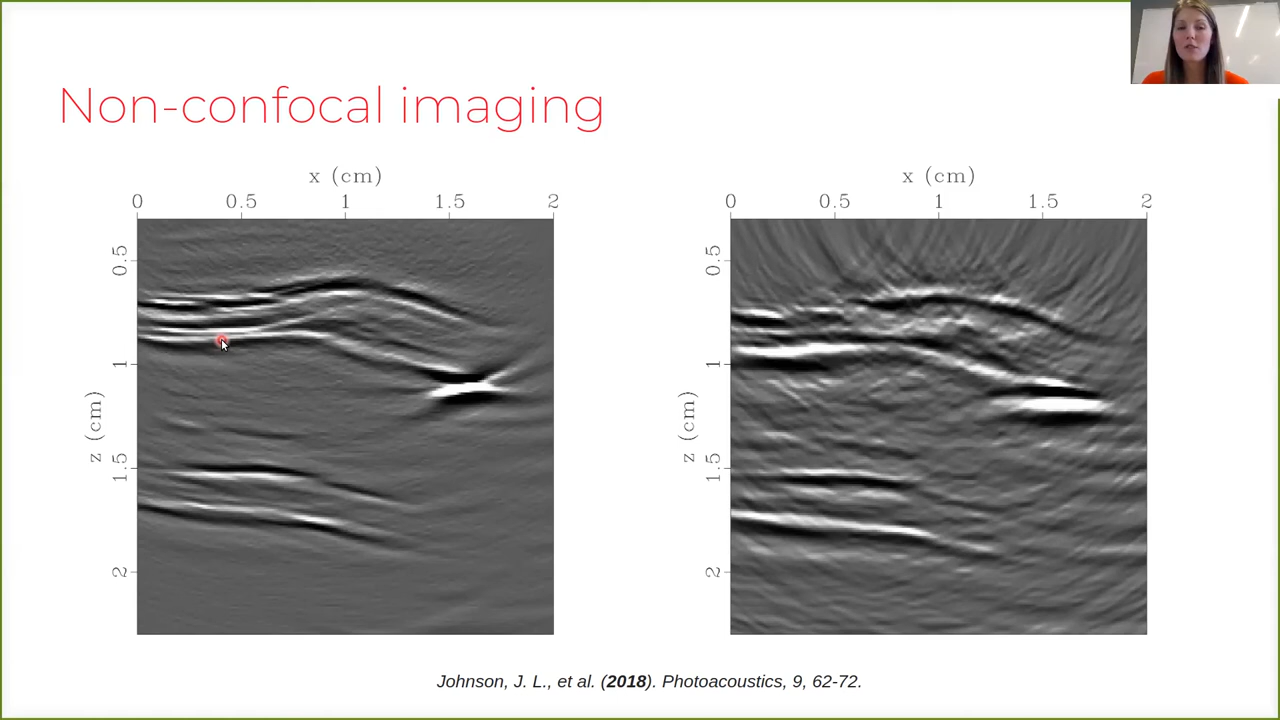 Non-confocal imaging
x (cm)
0 0.5 1 1.5 2
0.5
1
1.5
2
z (cm)
x (cm)
0 0.5 1 1.5 2
0.5
1
1.5
2
z (cm)
Johnson, J. L., et al. (2018). Photoacoustics, 9, 62-72.